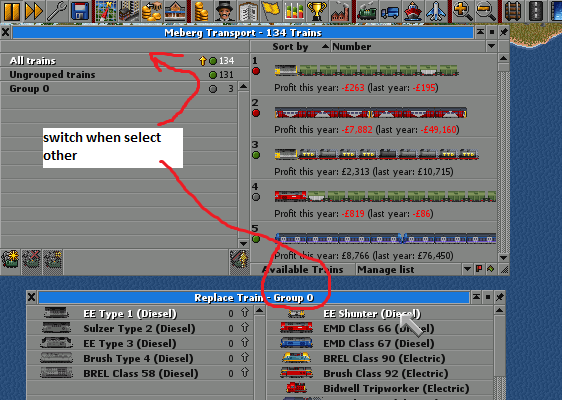 Meberg Transport - 134 Trains
All trains 134
Ungrouped trains 131
Group 0 3
switch when select
other
Sort by Number
1
Profit this year: -£263 (last year: -£195)
2
Profit this year: -£7,882 (last year: -£49,160)
3
Profit this year: £2,313 (last year: £10,715)
4
Profit this year: -£819 (last year: -£86)
5
Profit this year: £8,766 (last year: £76,450)
Available Trains Manage list
Replace Train - Group 0
EE Type 1 (Diesel) 0
Sulzer Type 2 (Diesel) 0
EE Type 3 (Diesel) 0
Brush Type 4 (Diesel) 0
BREL Class 58 (Diesel) 0
EE Shunter (Diesel)
EMD Class 66 (Diesel)
EMD Class 67 (Diesel)
BREL Class 90 (Electric)
Brush Class 92 (Electric)
Bidwell Tripworker (Electric)